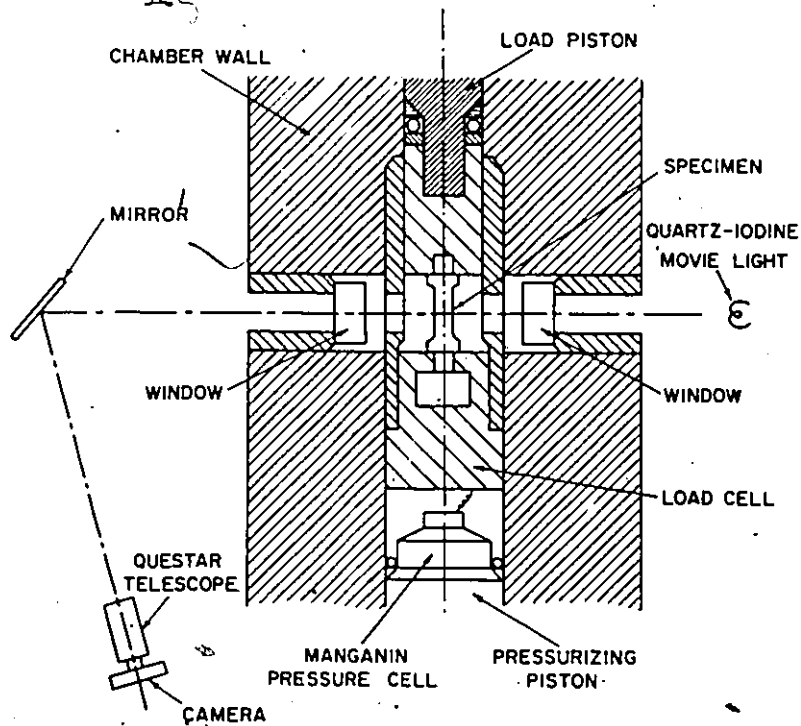 LOAD PISTON
CHAMBER WALL
SPECIMEN
MIRROR
QUARTZ-IODINE
MOVIE LIGHT
WINDOW
WINDOW
LOAD CELL
QUESTAR
TELESCOPE
MANGANIN
PRESSURE CELL
PRESSURIZING
PISTON
CAMERA